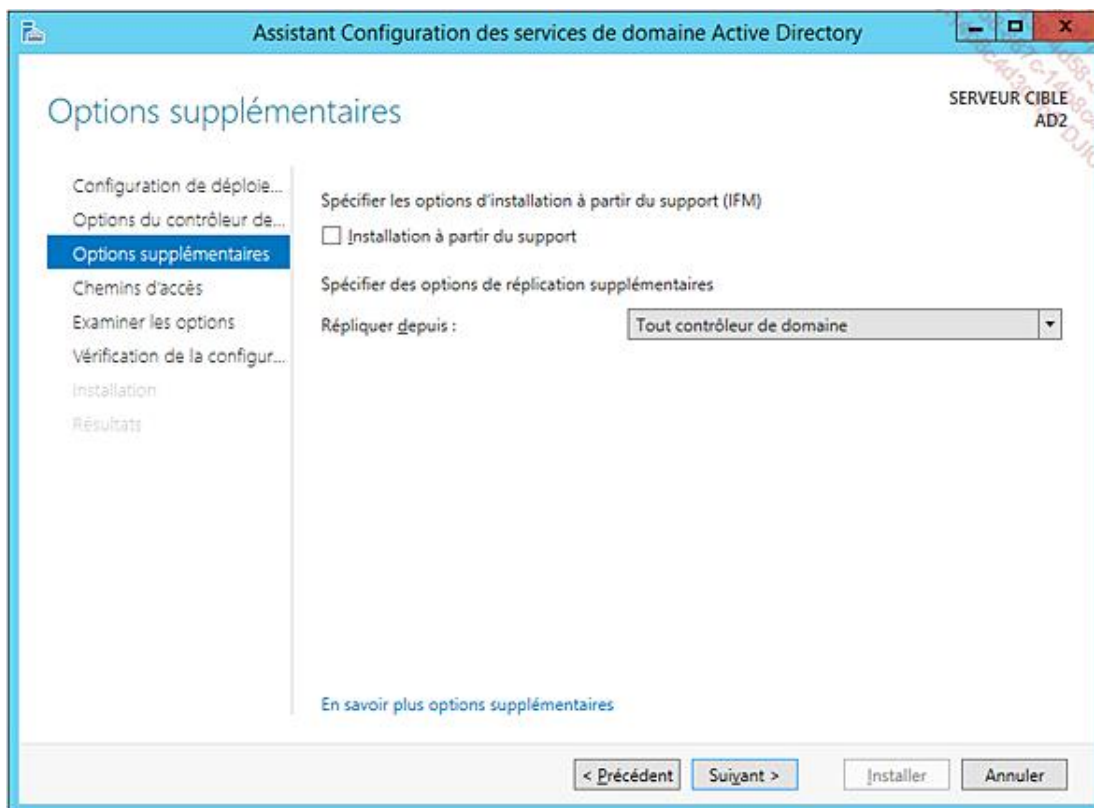 Assistant Configuration des services de domaine Active Directory
Options supplémentaires
SERVEUR CIBLE
AD2
Configuration de déploie...
Options du contrôleur de...
Options supplémentaires
Chemins d'accès
Examiner les options
Vérification de la configur...
Installation
Résultats
Spécifier les options d'installation à partir du support (IFM)
Installation à partir du support
Spécifier des options de réplication supplémentaires
Répliquer depuis :
Tout contrôleur de domaine
En savoir plus options supplémentaires
< Précédent
Suivant >
Installer
Annuler